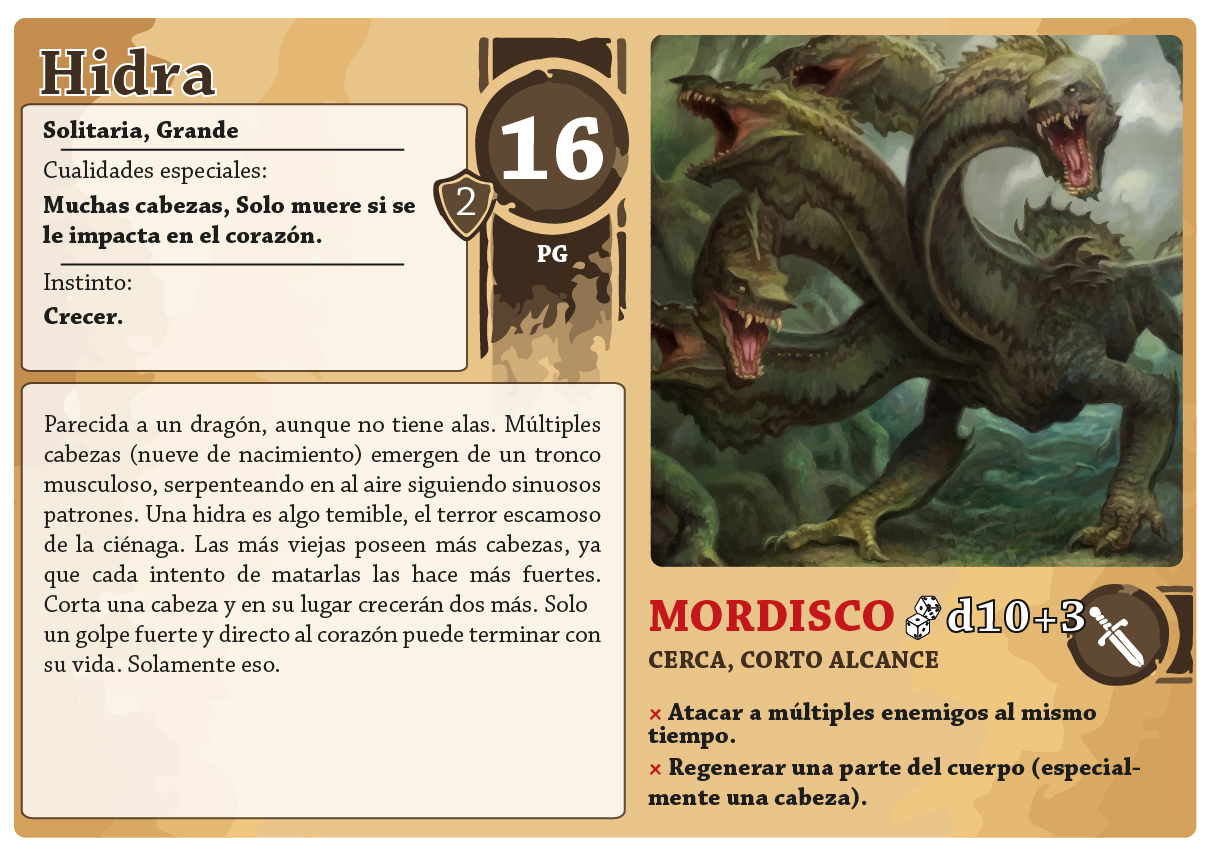 Hidra
Solitaria, Grande
Cualidades especiales:
Muchas cabezas, Solo muere si se
le impacta en el corazón.
Instinto:
Crecer.
2
16
PG
Parecida a un dragón, aunque no tiene alas. Múltiples
cabezas (nueve de nacimiento) emergen de un tronco
musculoso, serpenteando en al aire siguiendo sinuosos
patrones. Una hidra es algo temible, el terror escamoso
de la ciénaga. Las más viejas poseen más cabezas, ya
que cada intento de matarlas las hace más fuertes.
Corta una cabeza y en su lugar crecerán dos más. Solo
un golpe fuerte y directo al corazón puede terminar con
su vida. Solamente eso.
MORDISCO d10+3
CERCA, CORTO ALCANCE
× Atacar a múltiples enemigos al mismo
tiempo.
× Regenerar una parte del cuerpo (especial-
mente una cabeza).